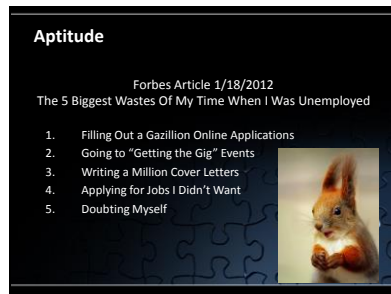 Aptitude
Forbes Article 1/18/2012
The 5 Biggest Wastes Of My Time When I Was Unemployed
1. Filling Out a Gazillion Online Applications
2. Going to “Getting the Gig” Events
3. Writing a Million Cover Letters
4. Applying for Jobs I Didn’t Want
5. Doubting Myself